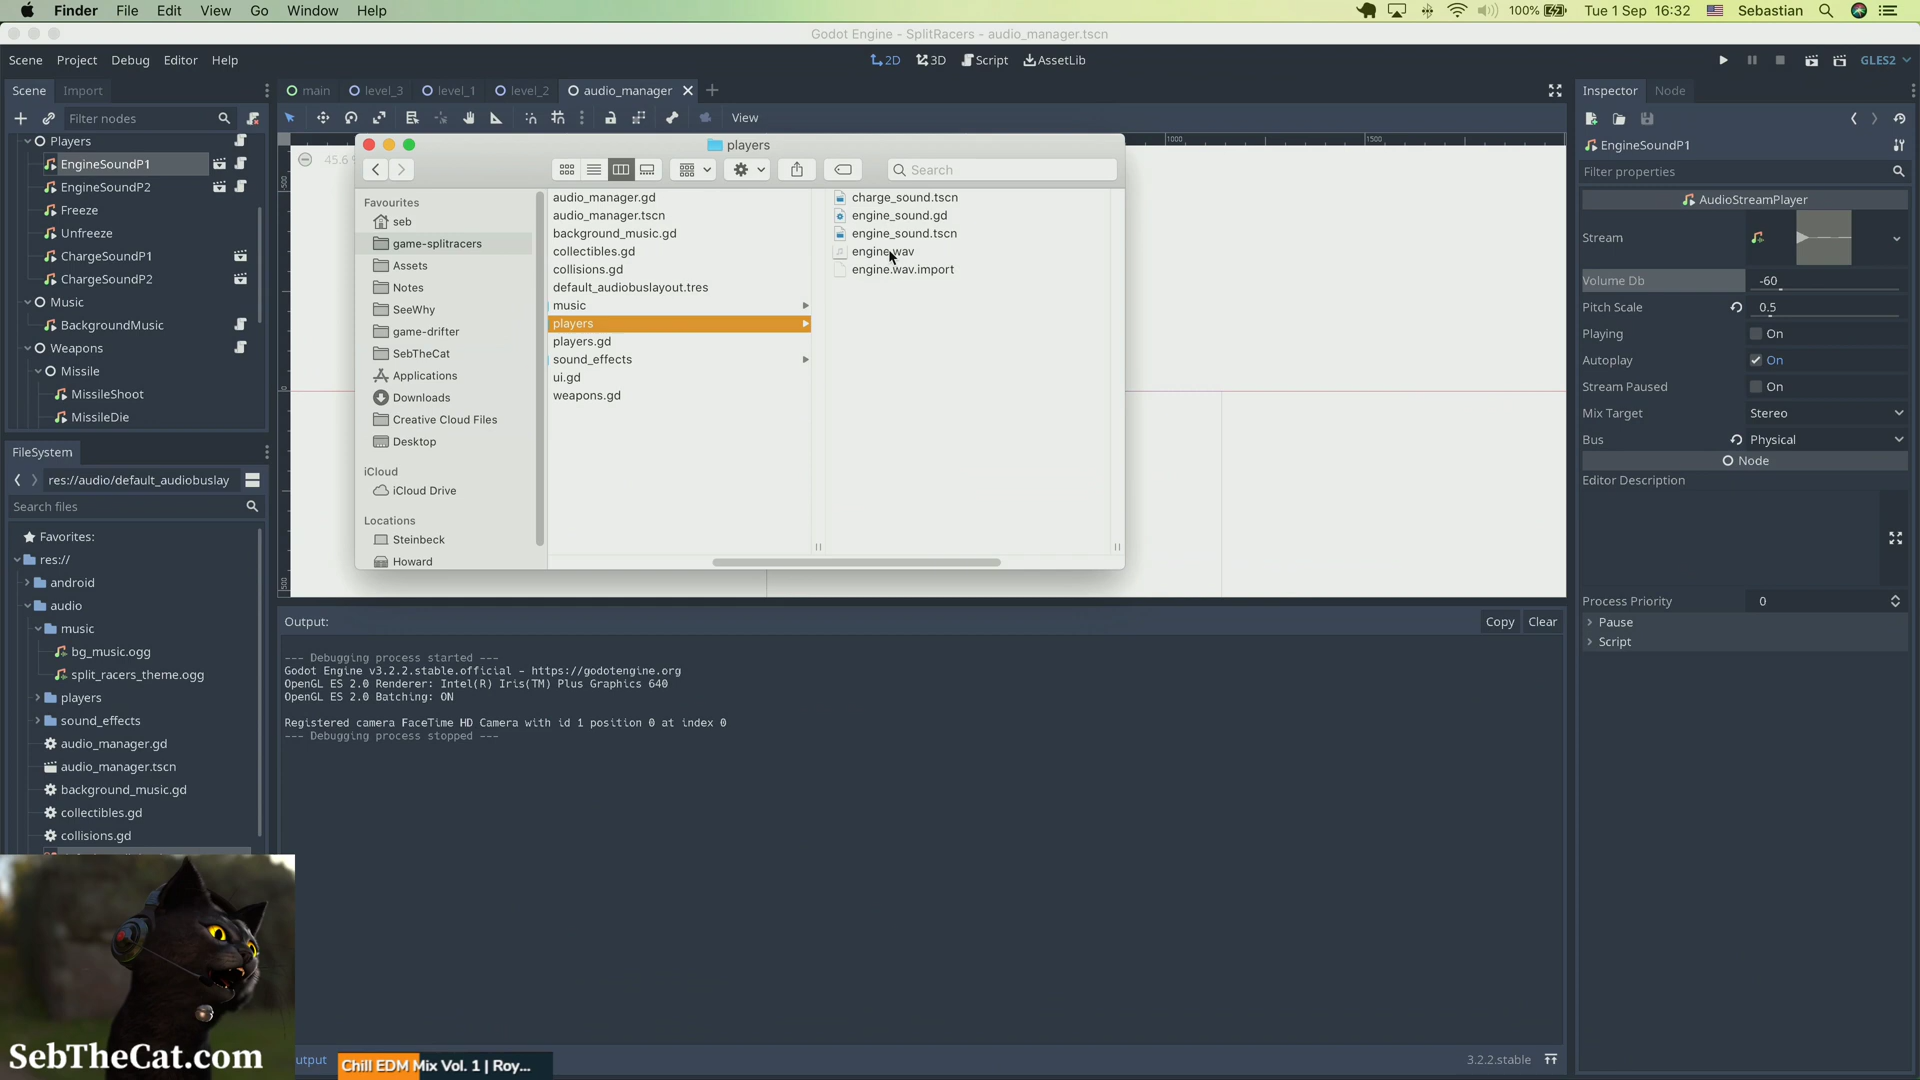 Finder File Edit View Go Window Help
100% Tue 1 Sep 16:32 Sebastian
Godot Engine - SplitRacers - audio_manager.tscn
Scene Project Debug Editor Help
2D 3D Script AssetLib
GLES2
Scene Import
main level_3 level_1 level_2 audio_manager
Inspector Node
Filter nodes
View
Players
EngineSoundP1
EngineSoundP2
Freeze
Unfreeze
ChargeSoundP1
ChargeSoundP2
Music
BackgroundMusic
Weapons
Missile
MissileShoot
MissileDie
45.6
1000
1500
500
0
500
players
Search
Favourites
seb
game-splitracers
Assets
Notes
SeeWhy
game-drifter
SebTheCat
Applications
Downloads
Creative Cloud Files
Desktop
iCloud
iCloud Drive
Locations
Steinbeck
Howard
audio_manager.gd
audio_manager.tscn
background_music.gd
collectibles.gd
collisions.gd
default_audiobuslayout.tres
music
players
players.gd
sound_effects
ui.gd
weapons.gd
charge_sound.tscn
engine_sound.gd
engine_sound.tscn
engine.wav
engine.wav.import
EngineSoundP1
Filter properties
AudioStreamPlayer
Stream
Volume Db -60
Pitch Scale 0.5
Playing On
Autoplay On
Stream Paused On
Mix Target Stereo
Bus Physical
Node
Editor Description
Process Priority 0
Pause
Script
FileSystem
res://audio/default_audiobuslay
Search files
Favorites:
res://
android
audio
music
bg_music.ogg
split_racers_theme.ogg
players
sound_effects
audio_manager.gd
audio_manager.tscn
background_music.gd
collectibles.gd
collisions.gd
Output:
Copy Clear
--- Debugging process started ---
Godot Engine v3.2.2.stable.official - https://godotengine.org
OpenGL ES 2.0 Renderer: Intel(R) Iris(TM) Plus Graphics 640
OpenGL ES 2.0 Batching: ON
Registered camera FaceTime HD Camera with id 1 position 0 at index 0
--- Debugging process stopped ---
SebTheCat.com
utput
Chill EDM Mix Vol. 1 | Roy...
3.2.2.stable